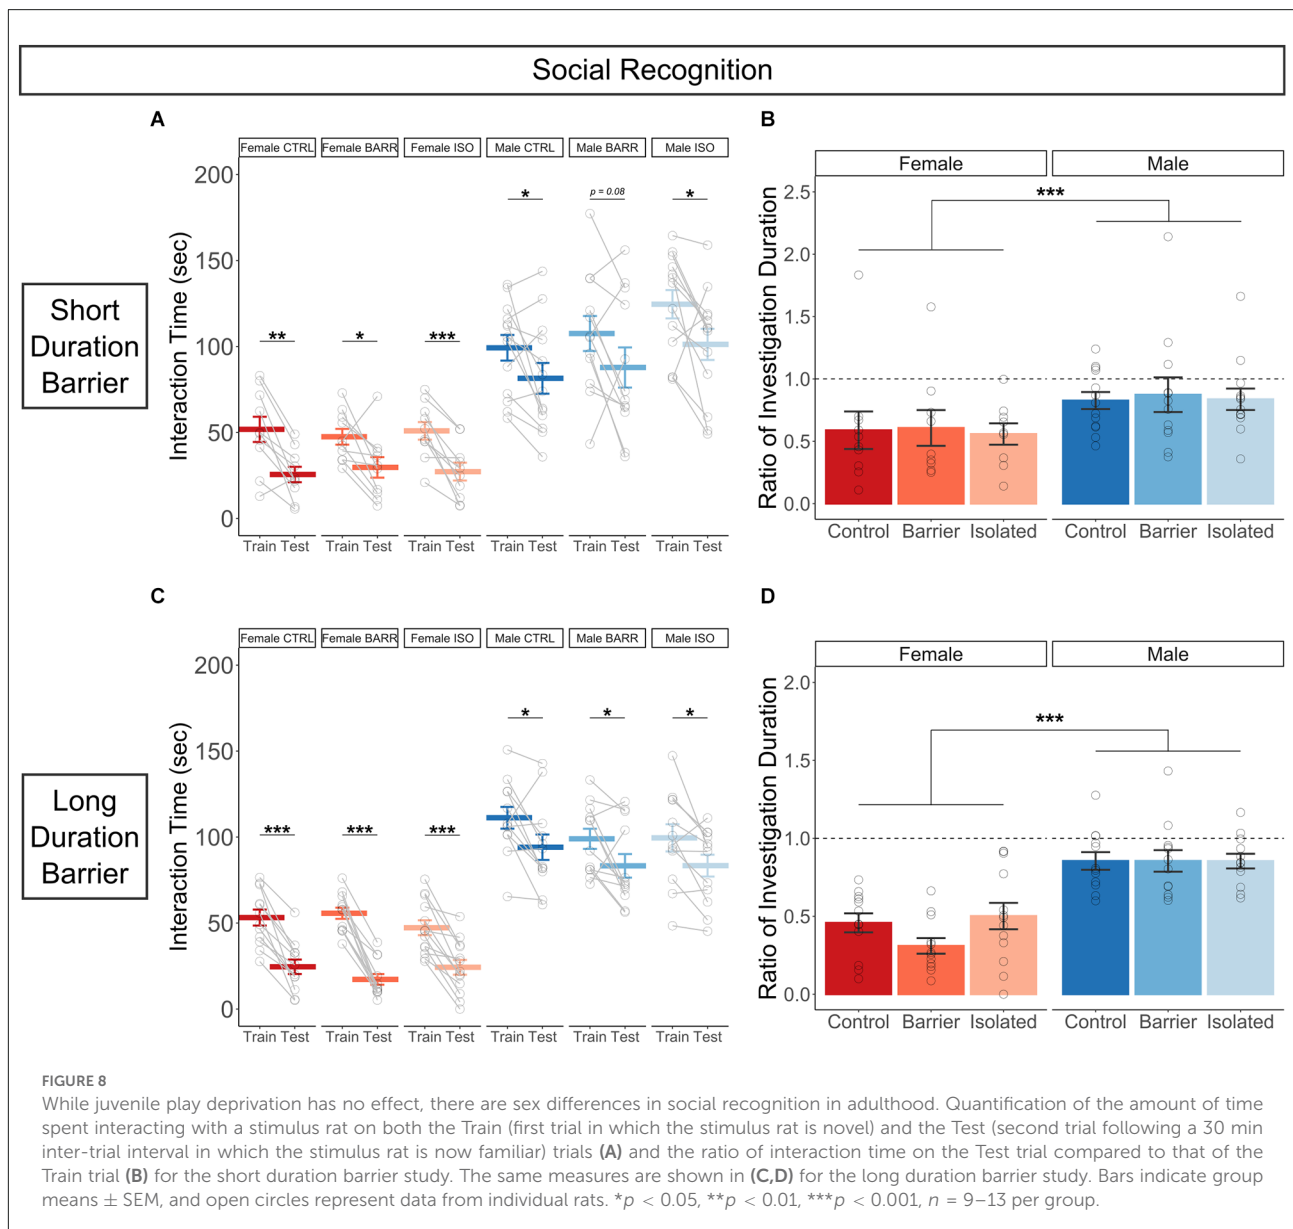 Social Recognition
A
Female CTRL Female BARR Female ISO Male CTRL Male BARR Male ISO
200
150
100
50
0
Interaction Time (sec)
** * *** * p = 0.08 *
Train Test Train Test Train Test Train Test Train Test Train Test
Short
Duration
Barrier
B
Female Male
2.5
2.0
1.5
1.0
0.5
0.0
Ratio of Investigation Duration
***
Control Barrier Isolated Control Barrier Isolated
C
Female CTRL Female BARR Female ISO Male CTRL Male BARR Male ISO
200
150
100
50
0
Interaction Time (sec)
*** *** *** * * *
Train Test Train Test Train Test Train Test Train Test Train Test
Long
Duration
Barrier
D
Female Male
2.0
1.5
1.0
0.5
0.0
Ratio of Investigation Duration
***
Control Barrier Isolated Control Barrier Isolated
FIGURE 8
While juvenile play deprivation has no effect, there are sex differences in social recognition in adulthood. Quantification of the amount of time
spent interacting with a stimulus rat on both the Train (first trial in which the stimulus rat is novel) and the Test (second trial following a 30 min
inter-trial interval in which the stimulus rat is now familiar) trials (A) and the ratio of interaction time on the Test trial compared to that of the
Train trial (B) for the short duration barrier study. The same measures are shown in (C,D) for the long duration barrier study. Bars indicate group
means ± SEM, and open circles represent data from individual rats. *p < 0.05, **p < 0.01, ***p < 0.001, n = 9–13 per group.